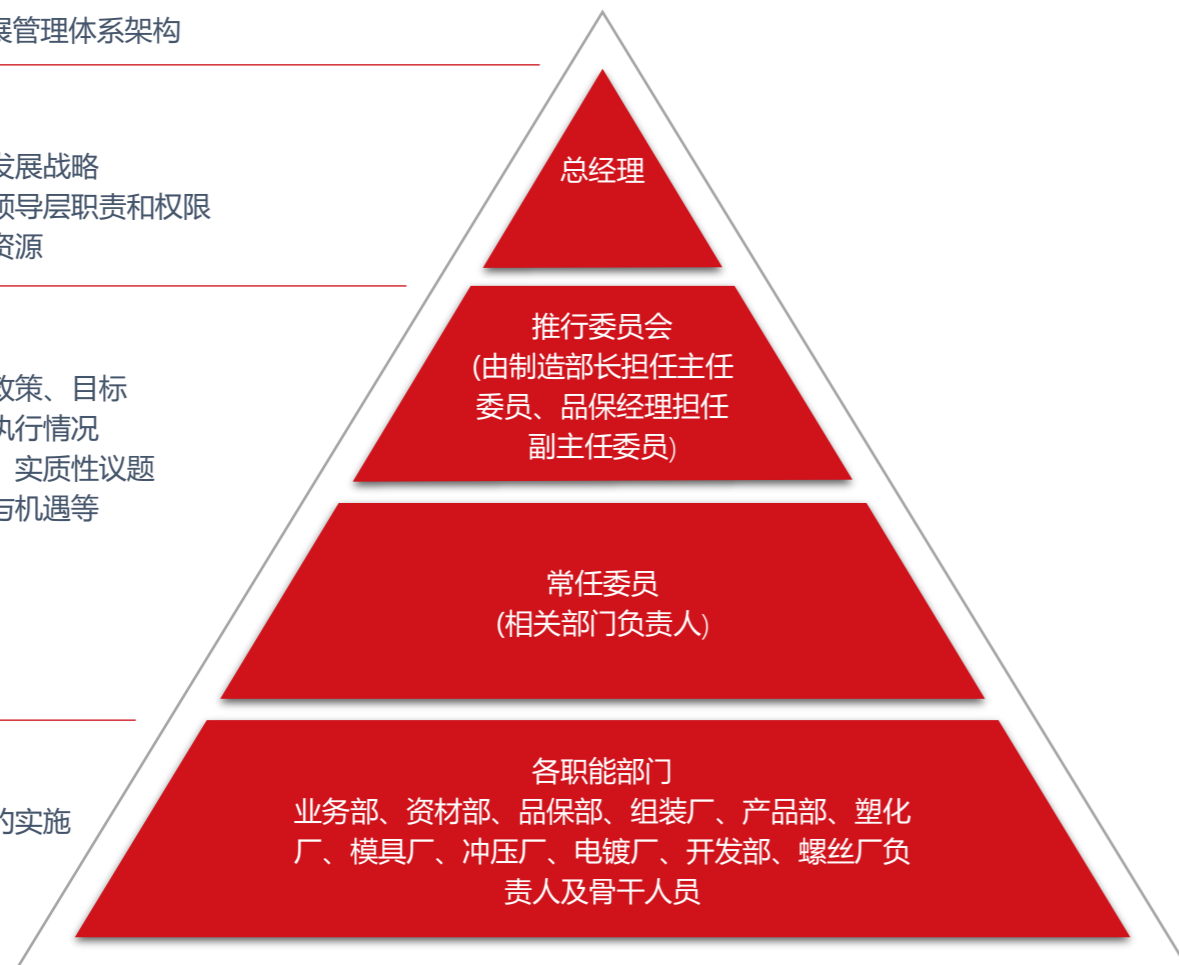 展管理体系架构
总经理
发展战略
领导层职责和权限
资源
推行委员会
(由制造部长担任主任
委员、品保经理担任
副主任委员)
政策、目标
执行情况
实质性议题
与机遇等
常任委员
(相关部门负责人)
各职能部门
业务部、资材部、品保部、组装厂、产品部、塑化
厂、模具厂、冲压厂、电镀厂、开发部、螺丝厂负
责人及骨干人员
的实施